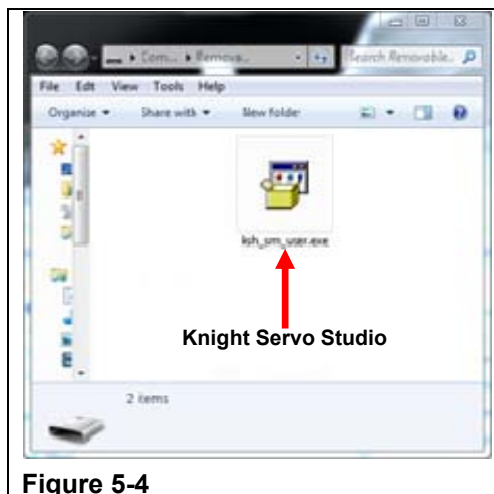 Com... ▸ Remova...
Search Removable...
File Edit View Tools Help
Organise Share with New folder
ksh_sm_user.exe
Knight Servo Studio
2 items
Figure 5-4